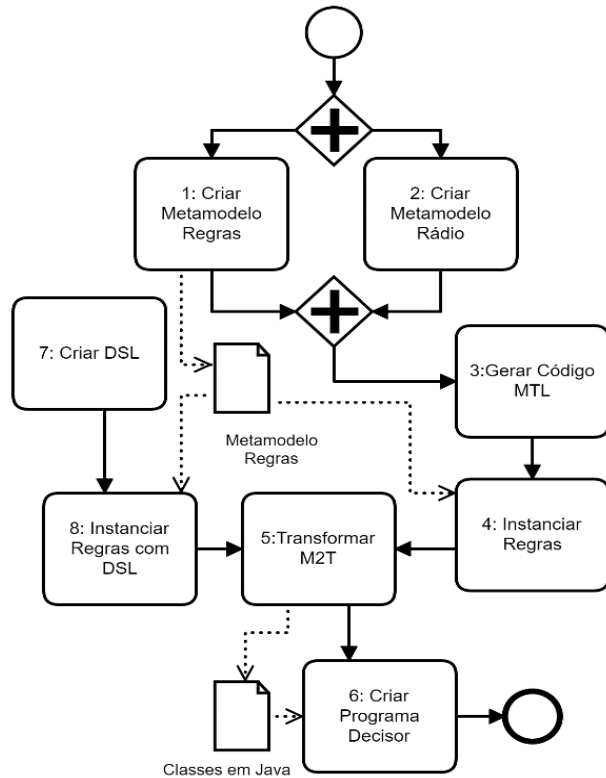 1: Criar
Metamodelo
Regras
2: Criar
Metamodelo
Rádio
7: Criar DSL
3:Gerar Código
MTL
Metamodelo
Regras
8: Instanciar
Regras com
DSL
5:Transformar
M2T
4: Instanciar
Regras
6: Criar
Programa
Decisor
Classes em Java